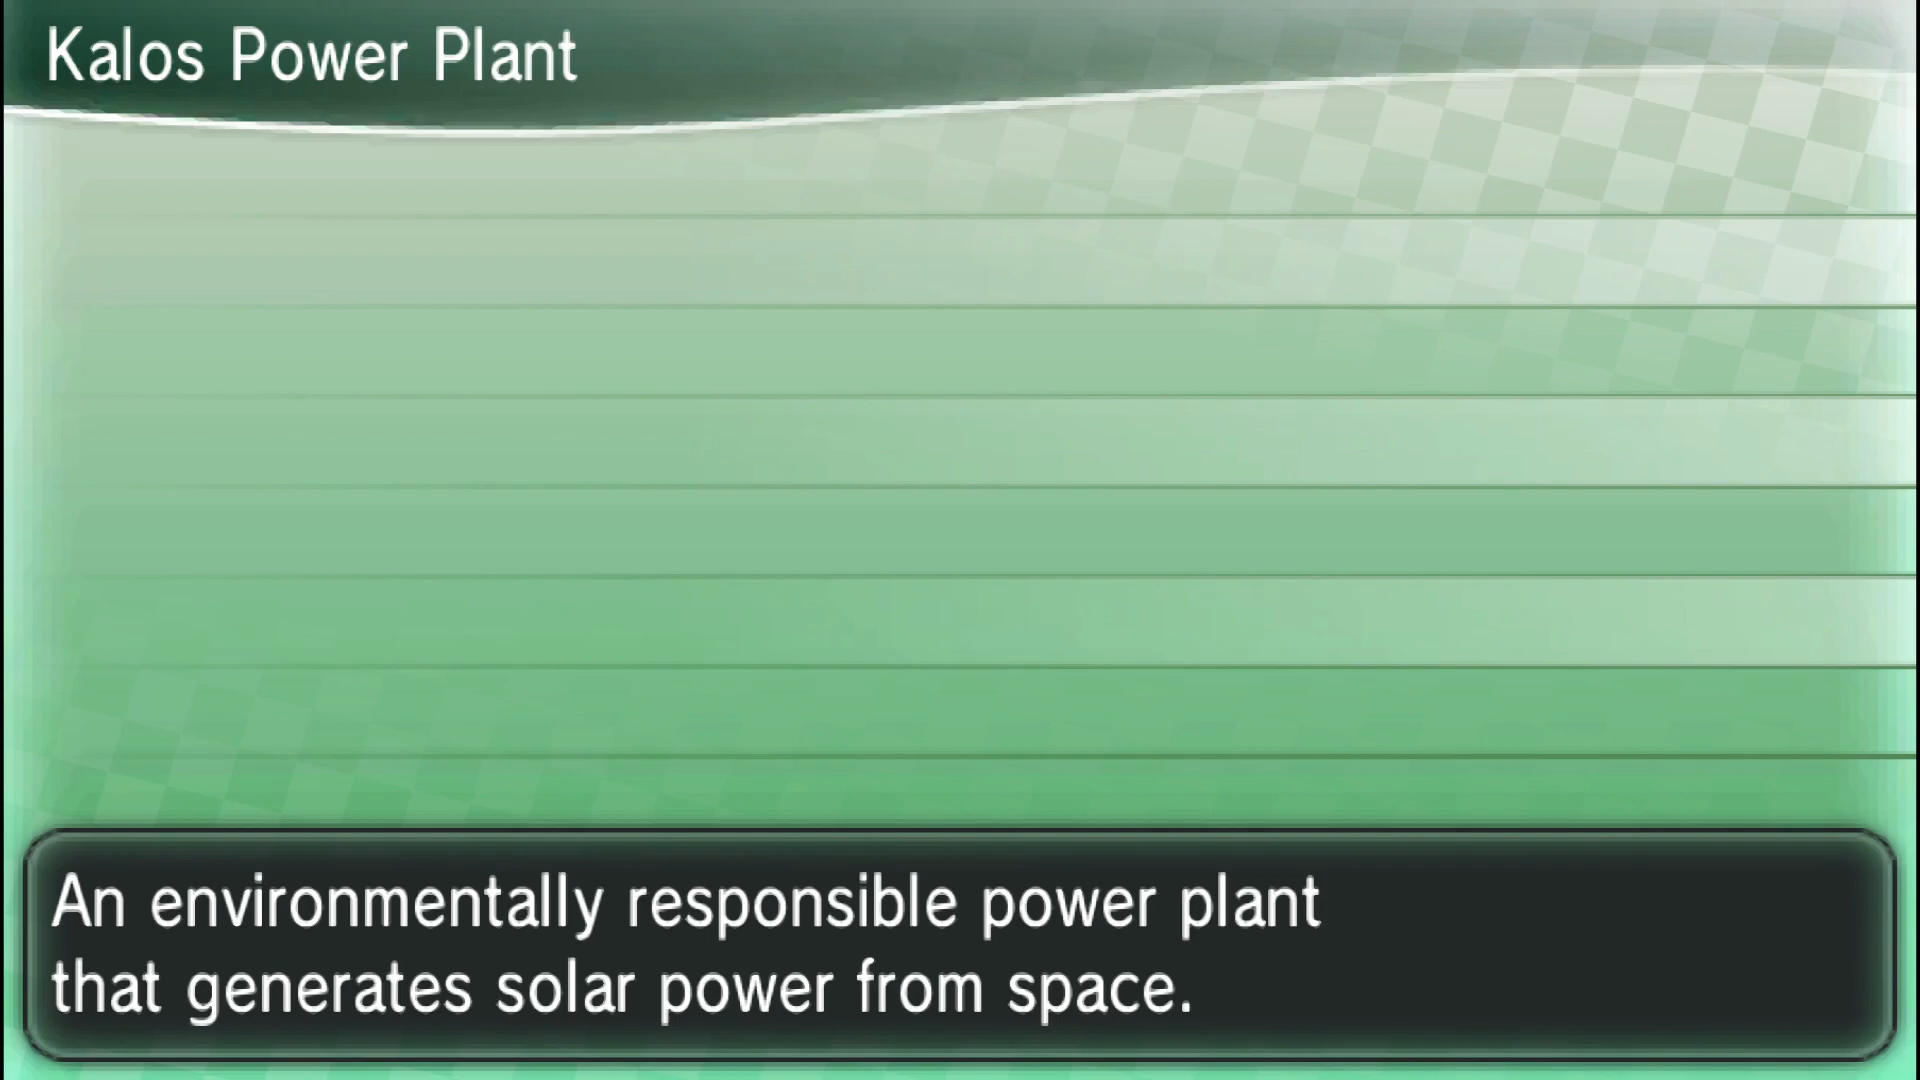 Kalos Power Plant
An environmentally responsible power plant
that generates solar power from space.